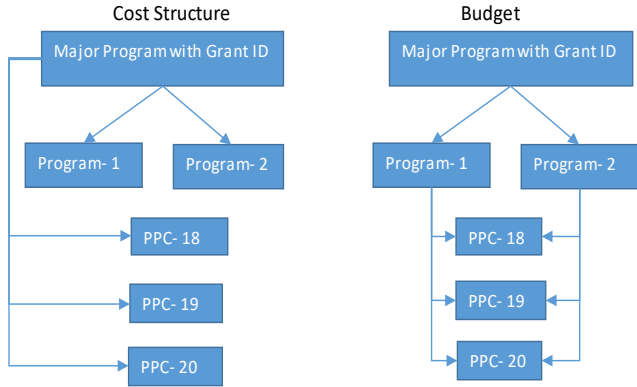 Cost Structure
Budget
Major Program with Grant ID
Major Program with Grant ID
Program- 1
Program- 2
Program- 1
Program- 2
PPC- 18
PPC- 18
PPC- 19
PPC- 19
PPC- 20
PPC- 20